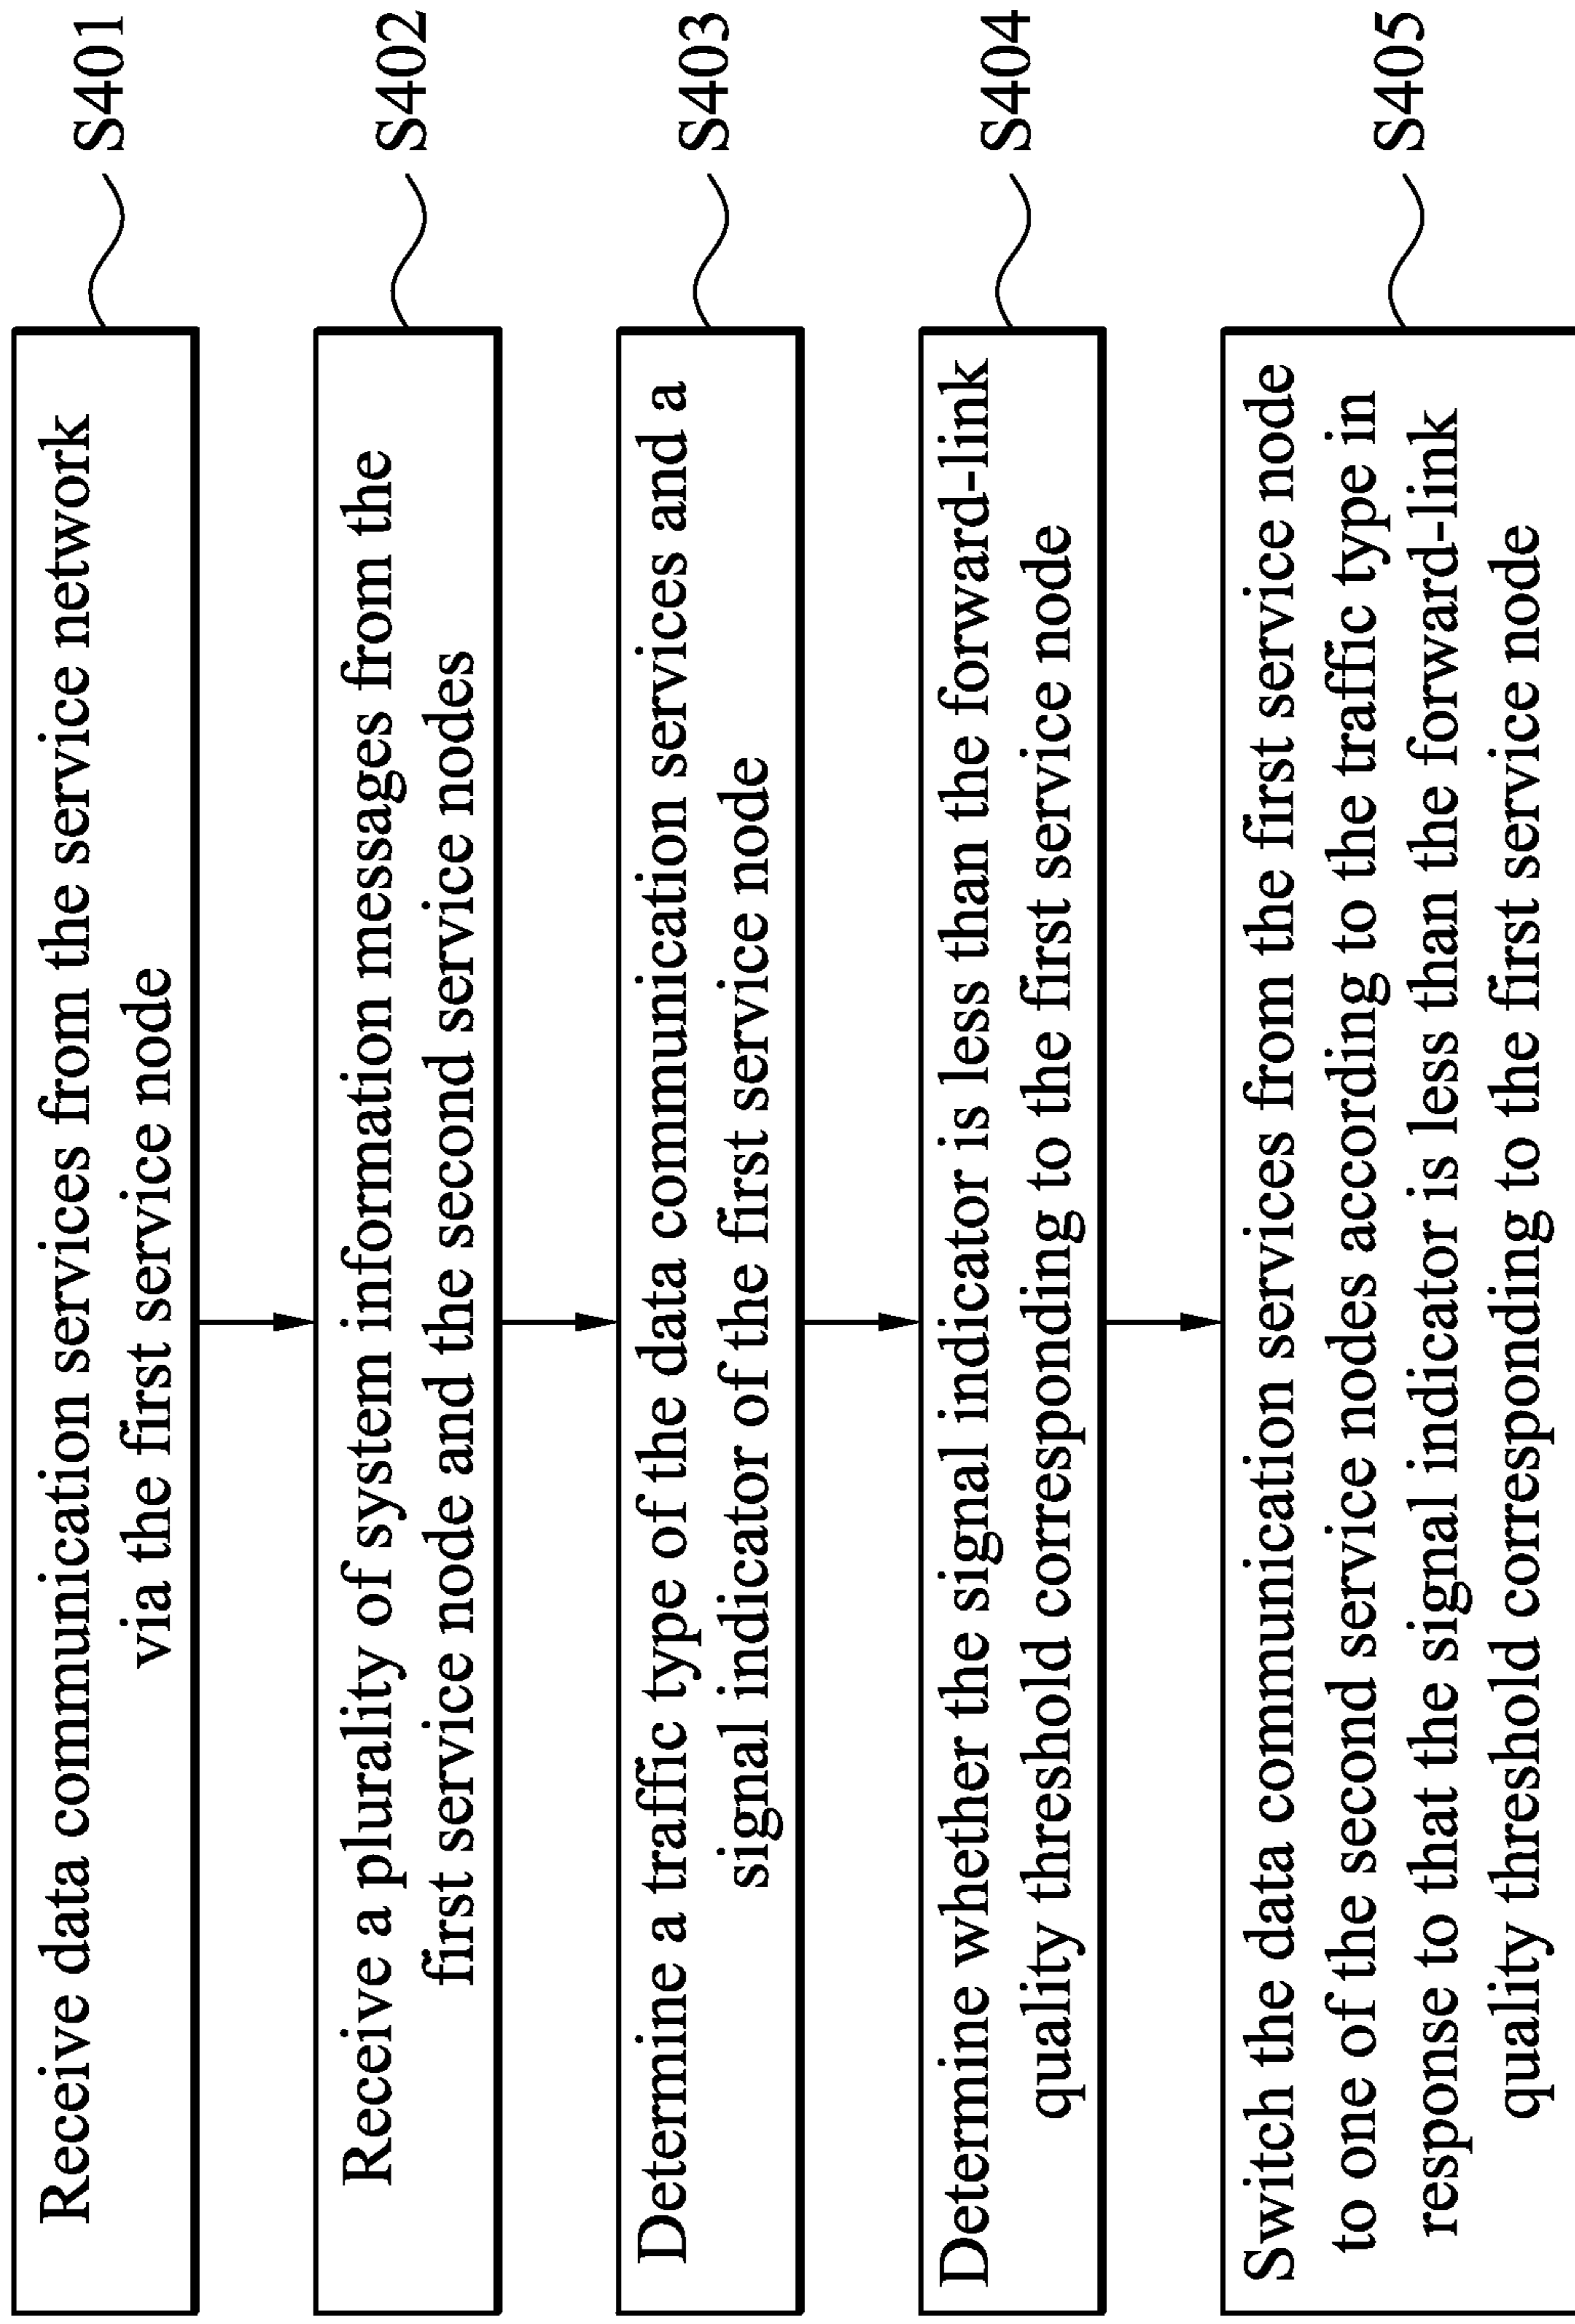 Receive data communication services from the service network
via the first service node
S401
Receive a plurality of system information messages from the
first service node and the second service nodes
S402
Determine a traffic type of the data communication services and a
signal indicator of the first service node
S403
Determine whether the signal indicator is less than the forward-link
quality threshold corresponding to the first service node
S404
Switch the data communication services from the first service node
to one of the second service nodes according to the traffic type in
response to that the signal indicator is less than the forward-link
quality threshold corresponding to the first service node
S405